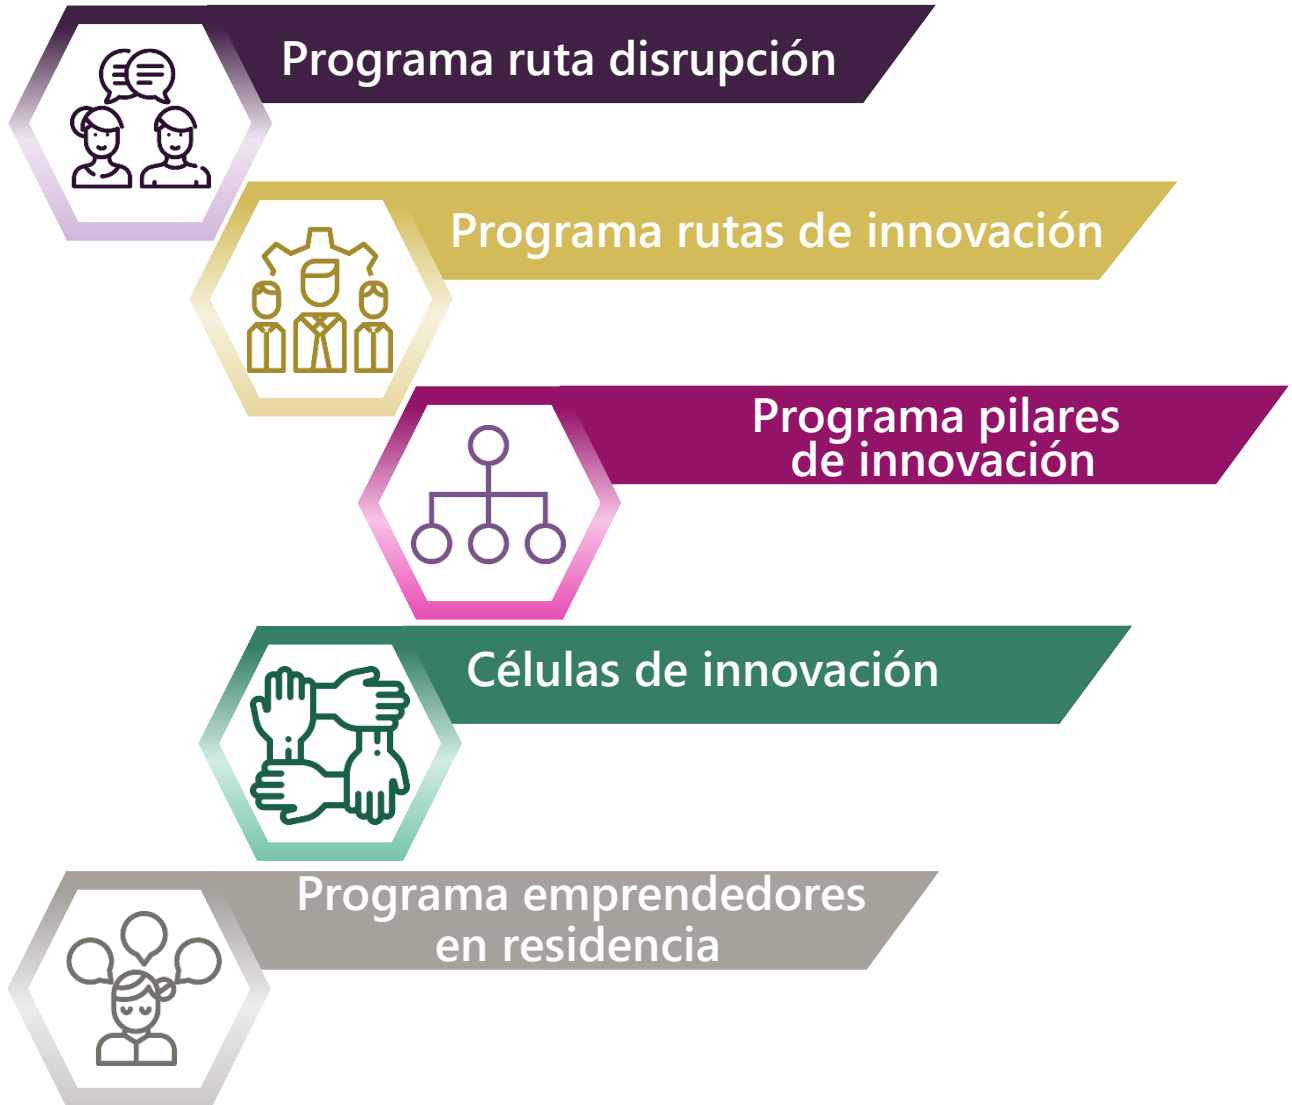 Programa ruta disrupción
Programa rutas de innovación
Programa pilares
de innovación
Células de innovación
Programa emprendedores
en residencia